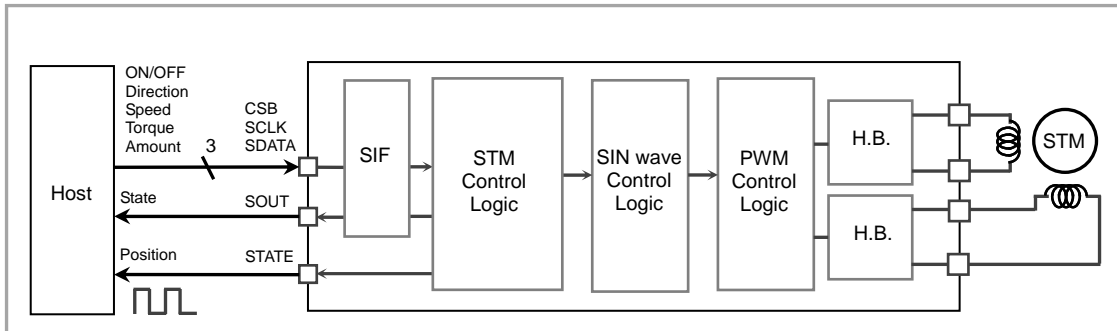 Host
ON/OFF
Direction
Speed
Torque
Amount
3
CSB
SCLK
SDATA
State
SOUT
Position
STATE
SIF
STM
Control
Logic
SIN wave
Control
Logic
PWM
Control
Logic
H.B.
H.B.
STM